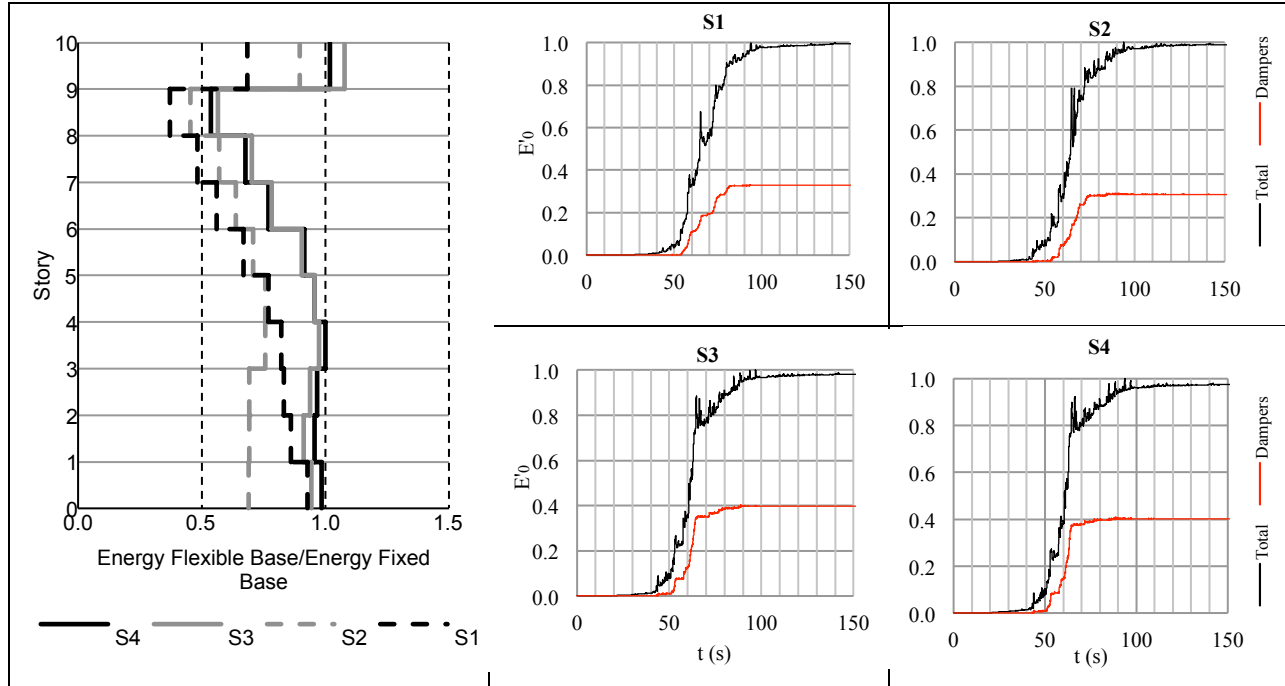 10
9
8
7
6
5
4
3
2
1
0
Story
0.0 0.5 1.0 1.5
Energy Flexible Base/Energy Fixed
Base
S4 S3 S2 S1
S1
1.0
0.8
0.6
0.4
0.2
0.0
E'0
0 50 100 150
S2
1.0
0.8
0.6
0.4
0.2
0.0
0 50 100 150
Total Dampers
S3
1.0
0.8
0.6
0.4
0.2
0.0
E'0
0 50 100 150
t (s)
S4
1.0
0.8
0.6
0.4
0.2
0.0
0 50 100 150
t (s)
Total Dampers